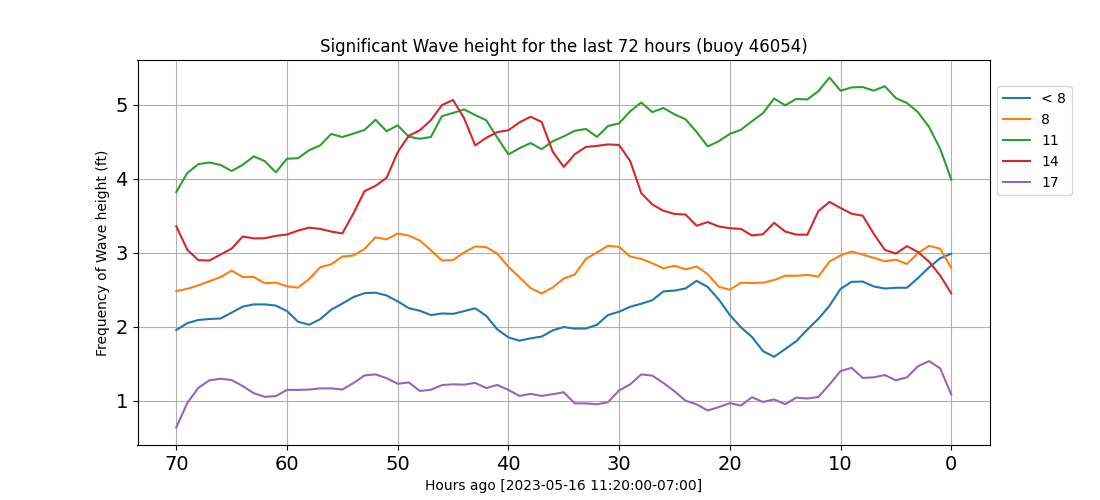 Significant Wave height for the last 72 hours (buoy 46054)
Frequency of Wave height (ft)
5
4
3
2
1
70 60 50 40 30 20 10 0
Hours ago [2023-05-16 11:20:00-07:00]
< 8
8
11
14
17